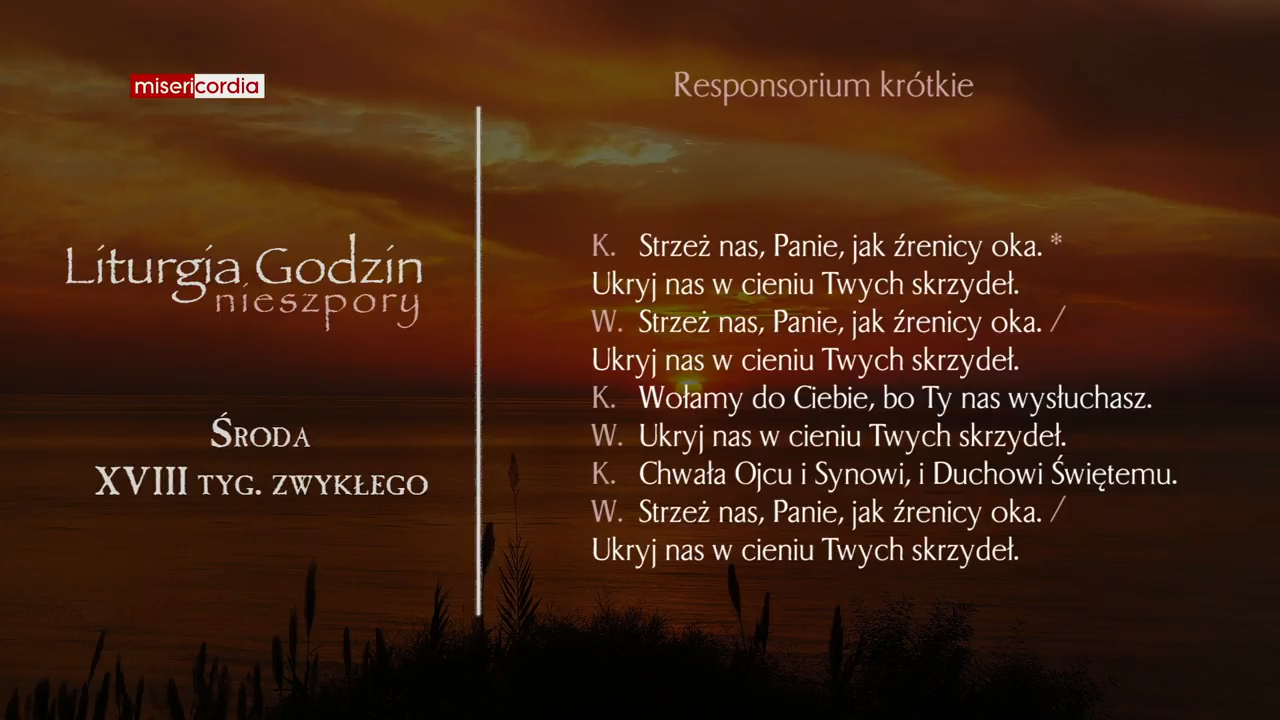 misericordia
Liturgia Godzin
nieszpory
Środa
XVIII tyg. zwykłego
Responsorium krótkie
K. Strzeż nas, Panie, jak źrenicy oka. *
Ukryj nas w cieniu Twych skrzydeł.
W. Strzeż nas, Panie, jak źrenicy oka. /
Ukryj nas w cieniu Twych skrzydeł.
K. Wołamy do Ciebie, bo Ty nas wysłuchasz.
W. Ukryj nas w cieniu Twych skrzydeł.
K. Chwała Ojcu i Synowi, i Duchowi Świętemu.
W. Strzeż nas, Panie, jak źrenicy oka. /
Ukryj nas w cieniu Twych skrzydeł.